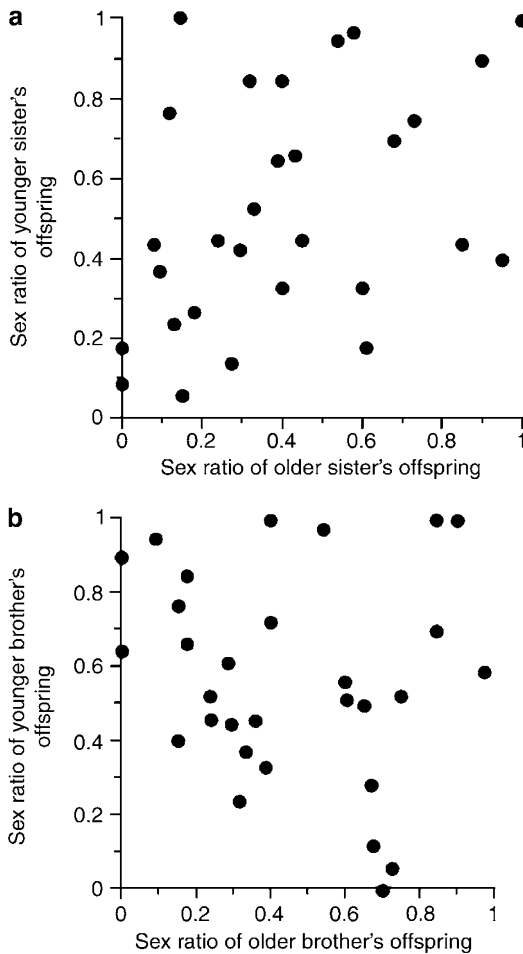 a
Sex ratio of younger sister's
offspring
1
0.8
0.6
0.4
0.2
0
0 0.2 0.4 0.6 0.8 1
Sex ratio of older sister's offspring
b
Sex ratio of younger brother's
offspring
1
0.8
0.6
0.4
0.2
0
0 0.2 0.4 0.6 0.8 1
Sex ratio of older brother's offspring